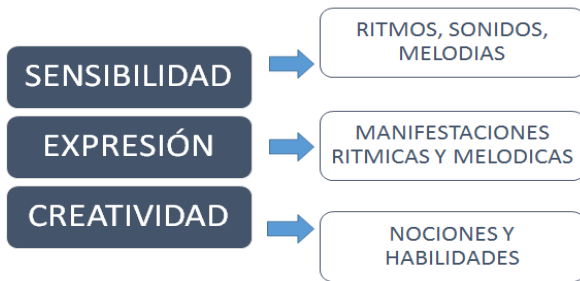 SENSIBILIDAD
RITMOS, SONIDOS,
MELODIAS
EXPRESIÓN
MANIFESTACIONES
RITMICAS Y MELODICAS
CREATIVIDAD
NOCIONES Y
HABILIDADES